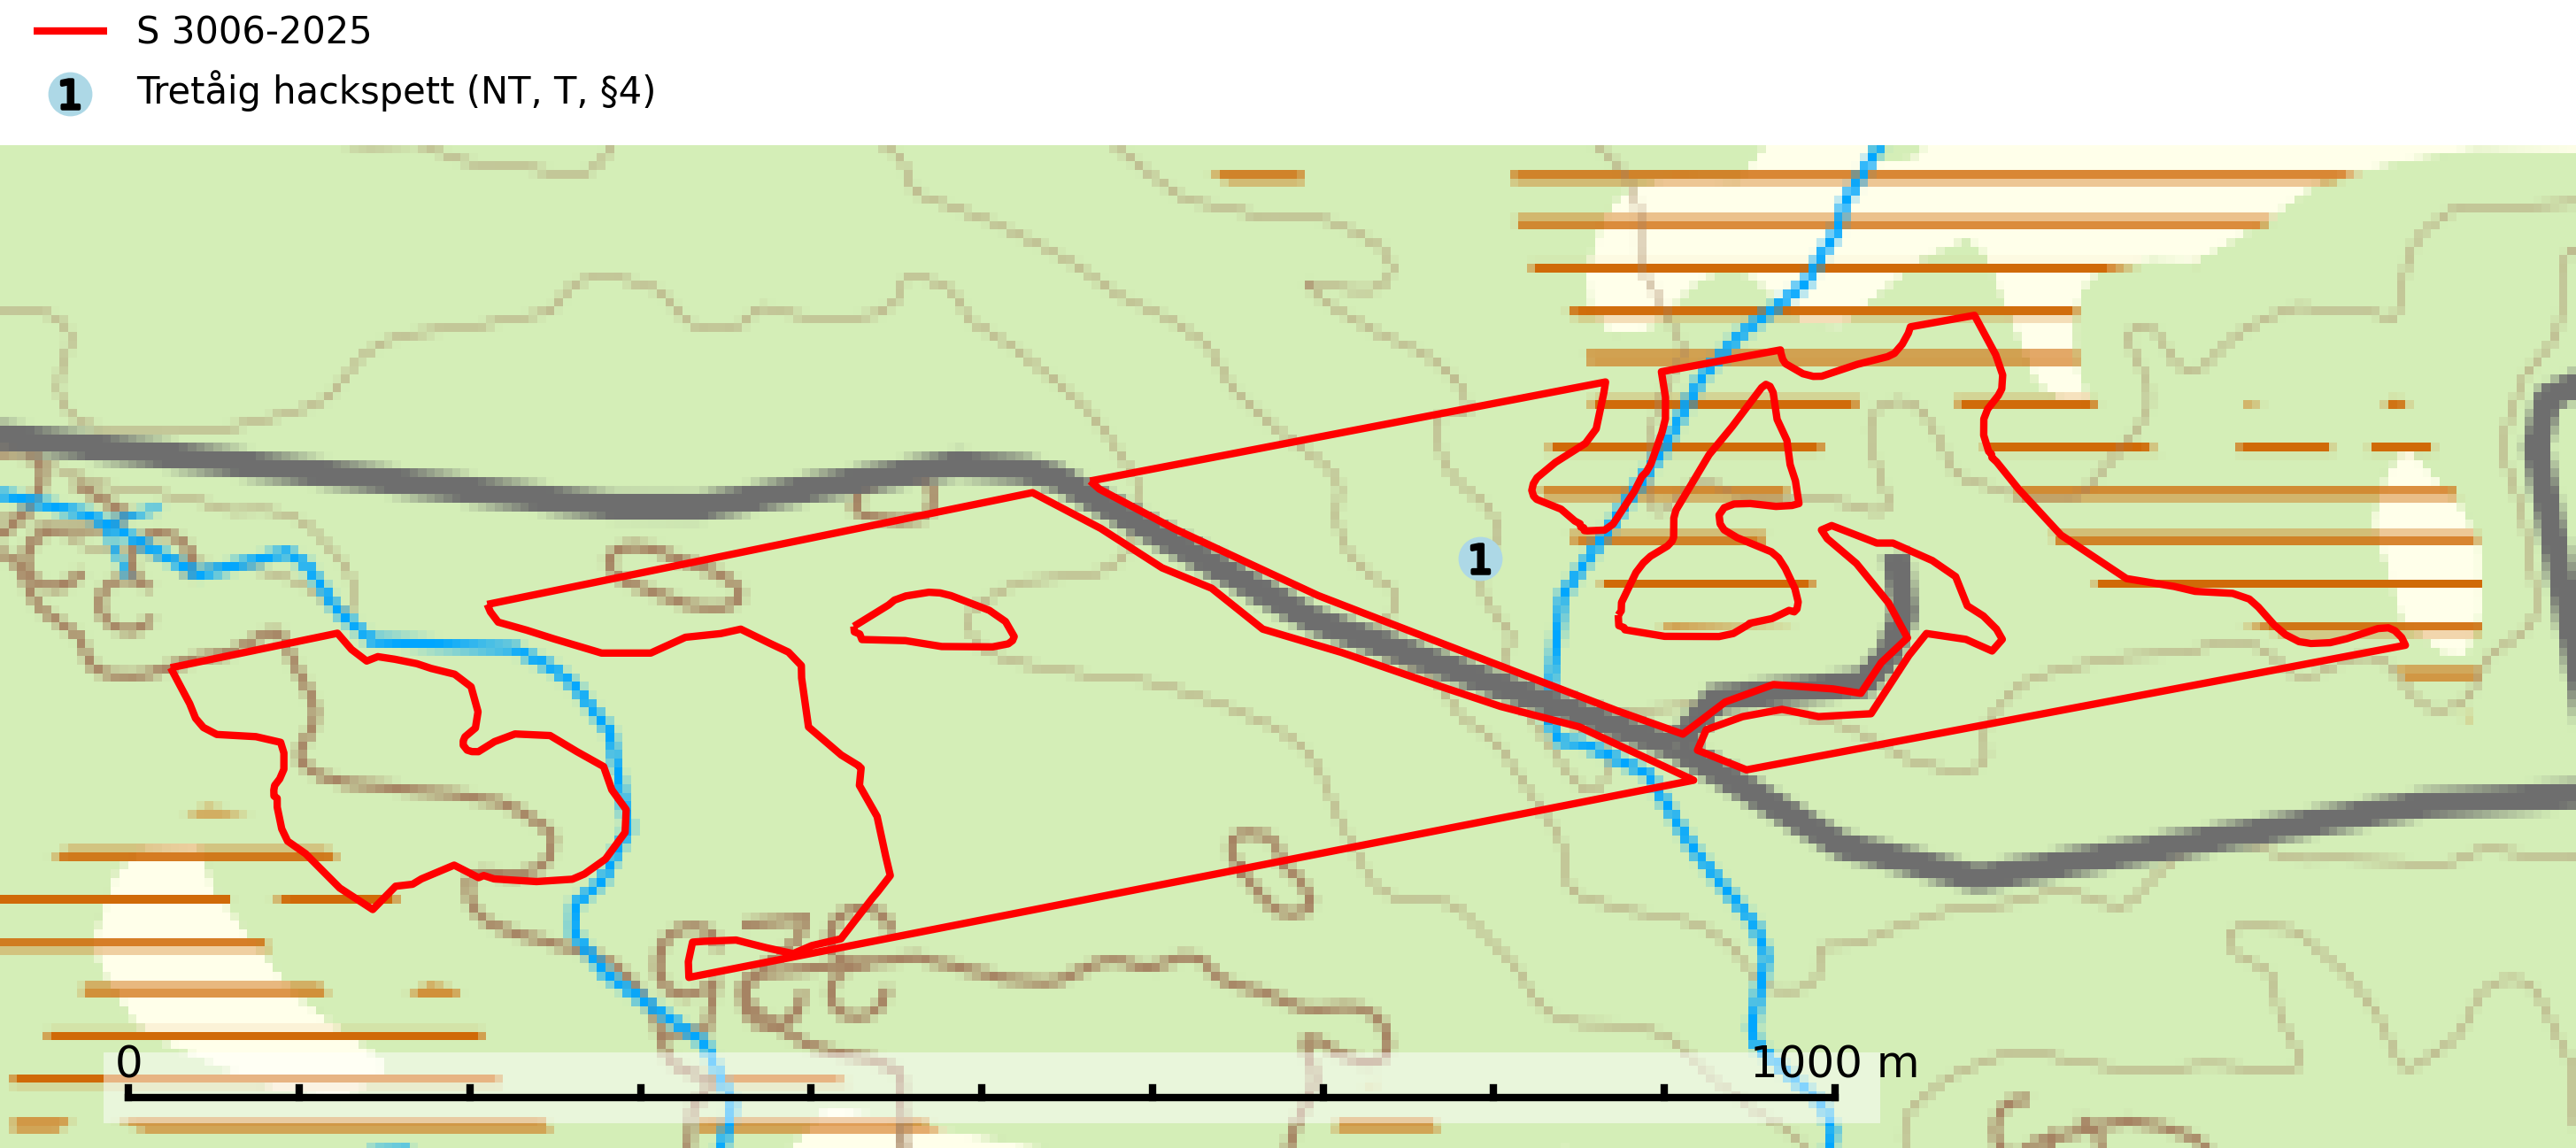 S 3006-2025
1 Tretåig hackspett (NT, T, §4)
1
0 1000 m